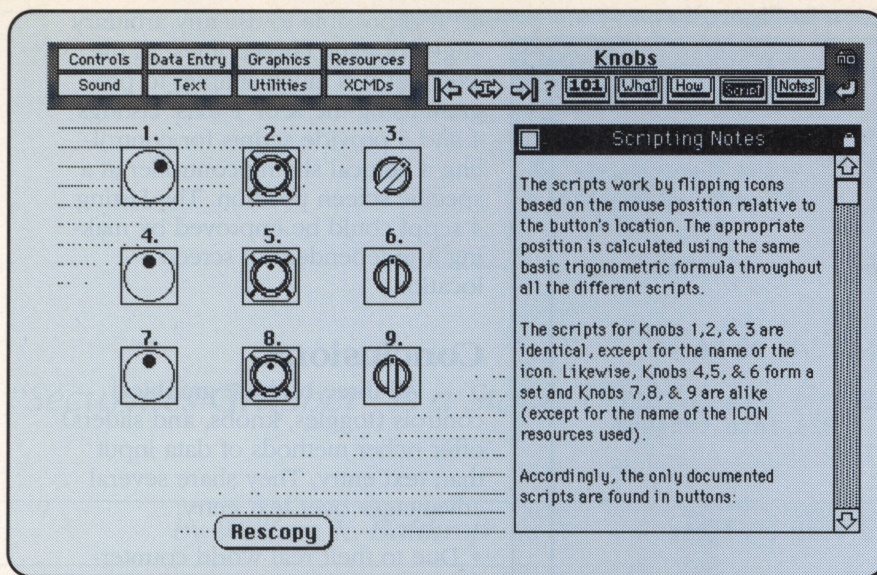 Controls Data Entry Graphics Resources
Sound Text Utilities XCMDs
Knobs
? 101 What How Script Notes
1. 2. 3.
4. 5. 6.
7. 8. 9.
Rescopy
Scripting Notes
The scripts work by flipping icons
based on the mouse position relative to
the button's location. The appropriate
position is calculated using the same
basic trigonometric formula throughout
all the different scripts.
The scripts for Knobs 1,2, & 3 are
identical, except for the name of the
icon. Likewise, Knobs 4,5, & 6 form a
set and Knobs 7,8, & 9 are alike
(except for the name of the ICON
resources used).
Accordingly, the only documented
scripts are found in buttons: